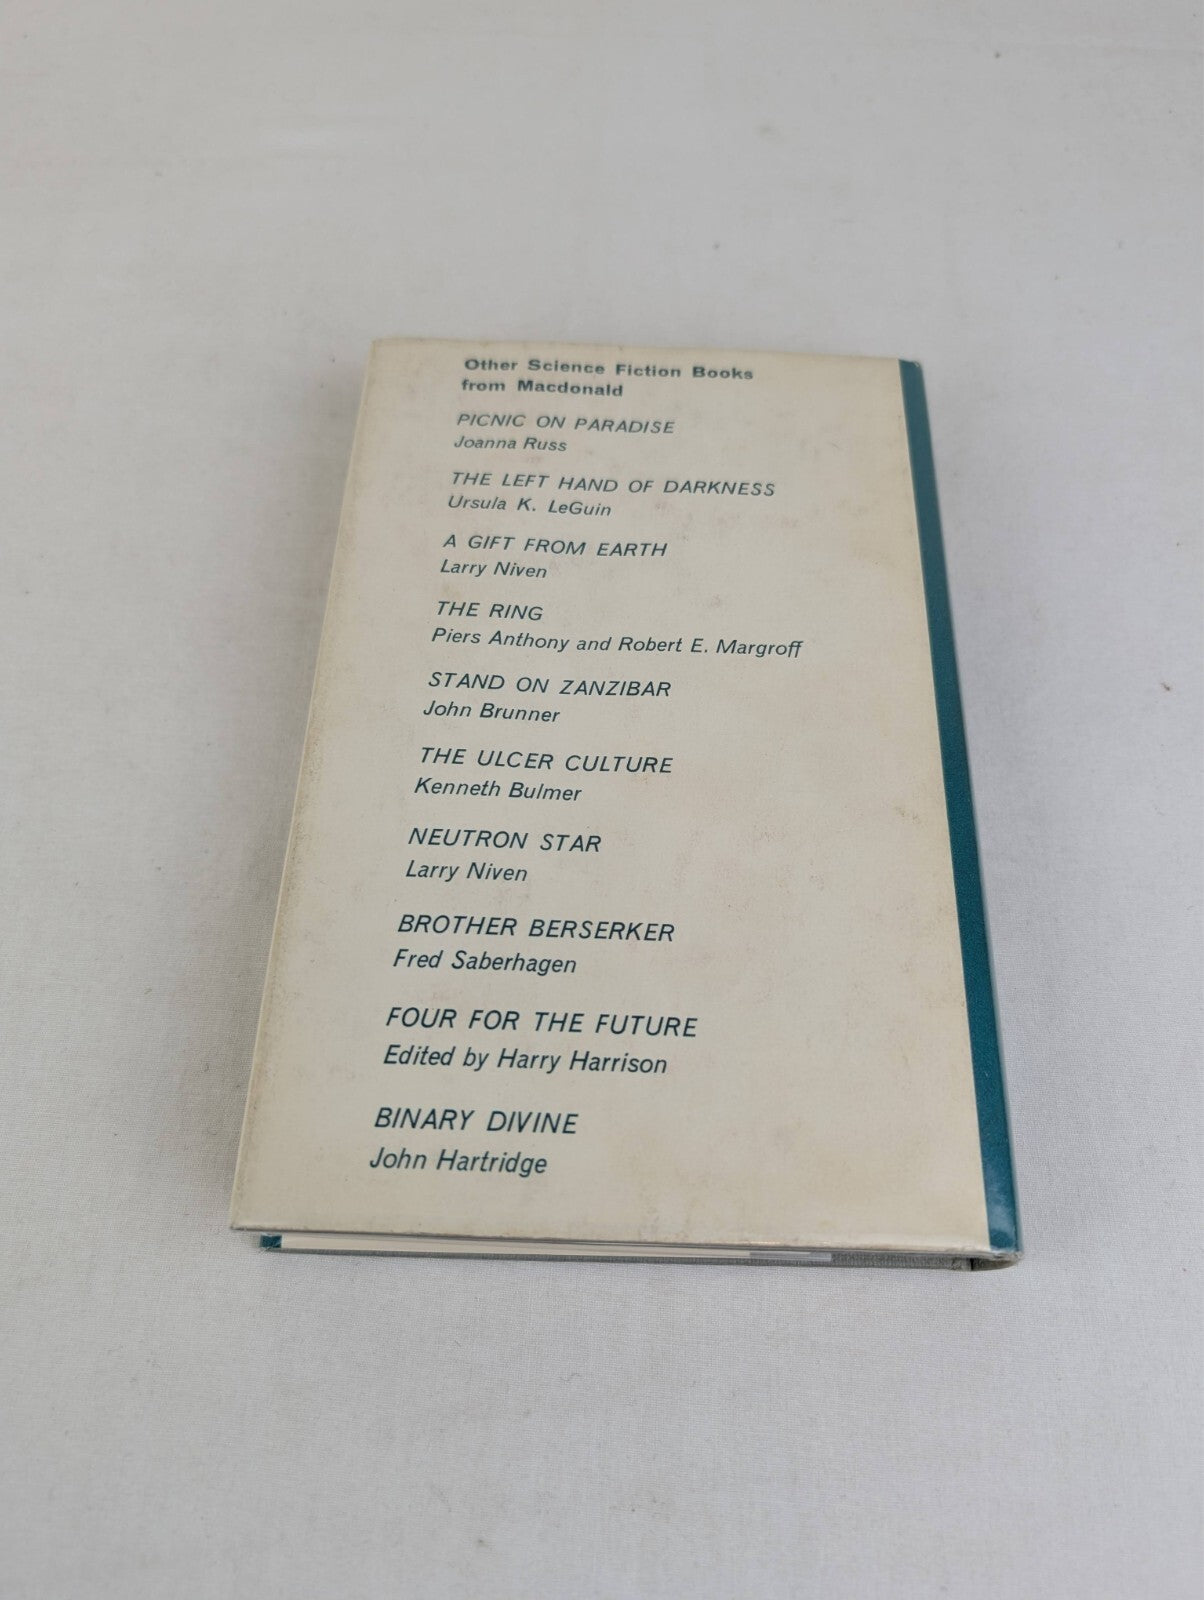 Other Science Fiction Books
from Macdonald
PICNIC ON PARADISE
Joanna Russ
THE LEFT HAND OF DARKNESS
Ursula K. LeGuin
A GIFT FROM EARTH
Larry Niven
THE RING
Piers Anthony and Robert E. Margroff
STAND ON ZANZIBAR
John Brunner
THE ULCER CULTURE
Kenneth Bulmer
NEUTRON STAR
Larry Niven
BROTHER BERSERKER
Fred Saberhagen
FOUR FOR THE FUTURE
Edited by Harry Harrison
BINARY DIVINE
John Hartridge